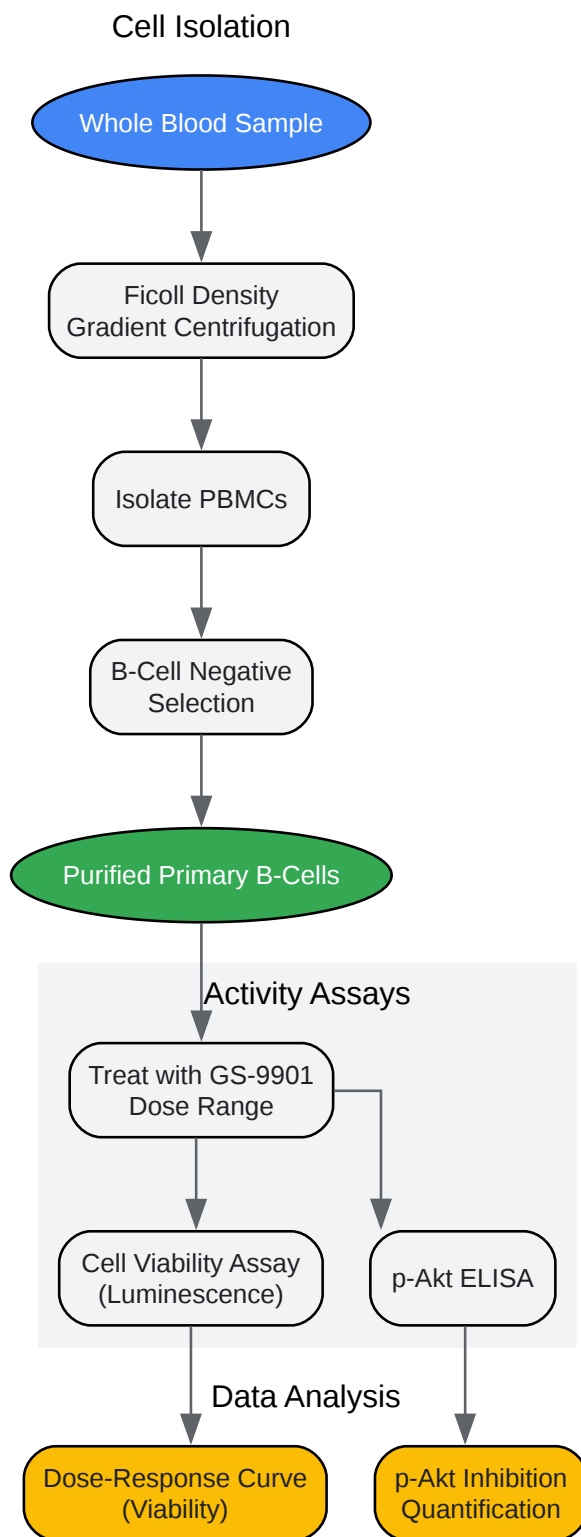 Cell Isolation
Whole Blood Sample
Ficoll Density
Gradient Centrifugation
Isolate PBMCs
B-Cell Negative
Selection
Purified Primary B-Cells
Activity Assays
Treat with GS-9901
Dose Range
Cell Viability Assay
(Luminescence)
p-Akt ELISA
Data Analysis
Dose-Response Curve
(Viability)
p-Akt Inhibition
Quantification